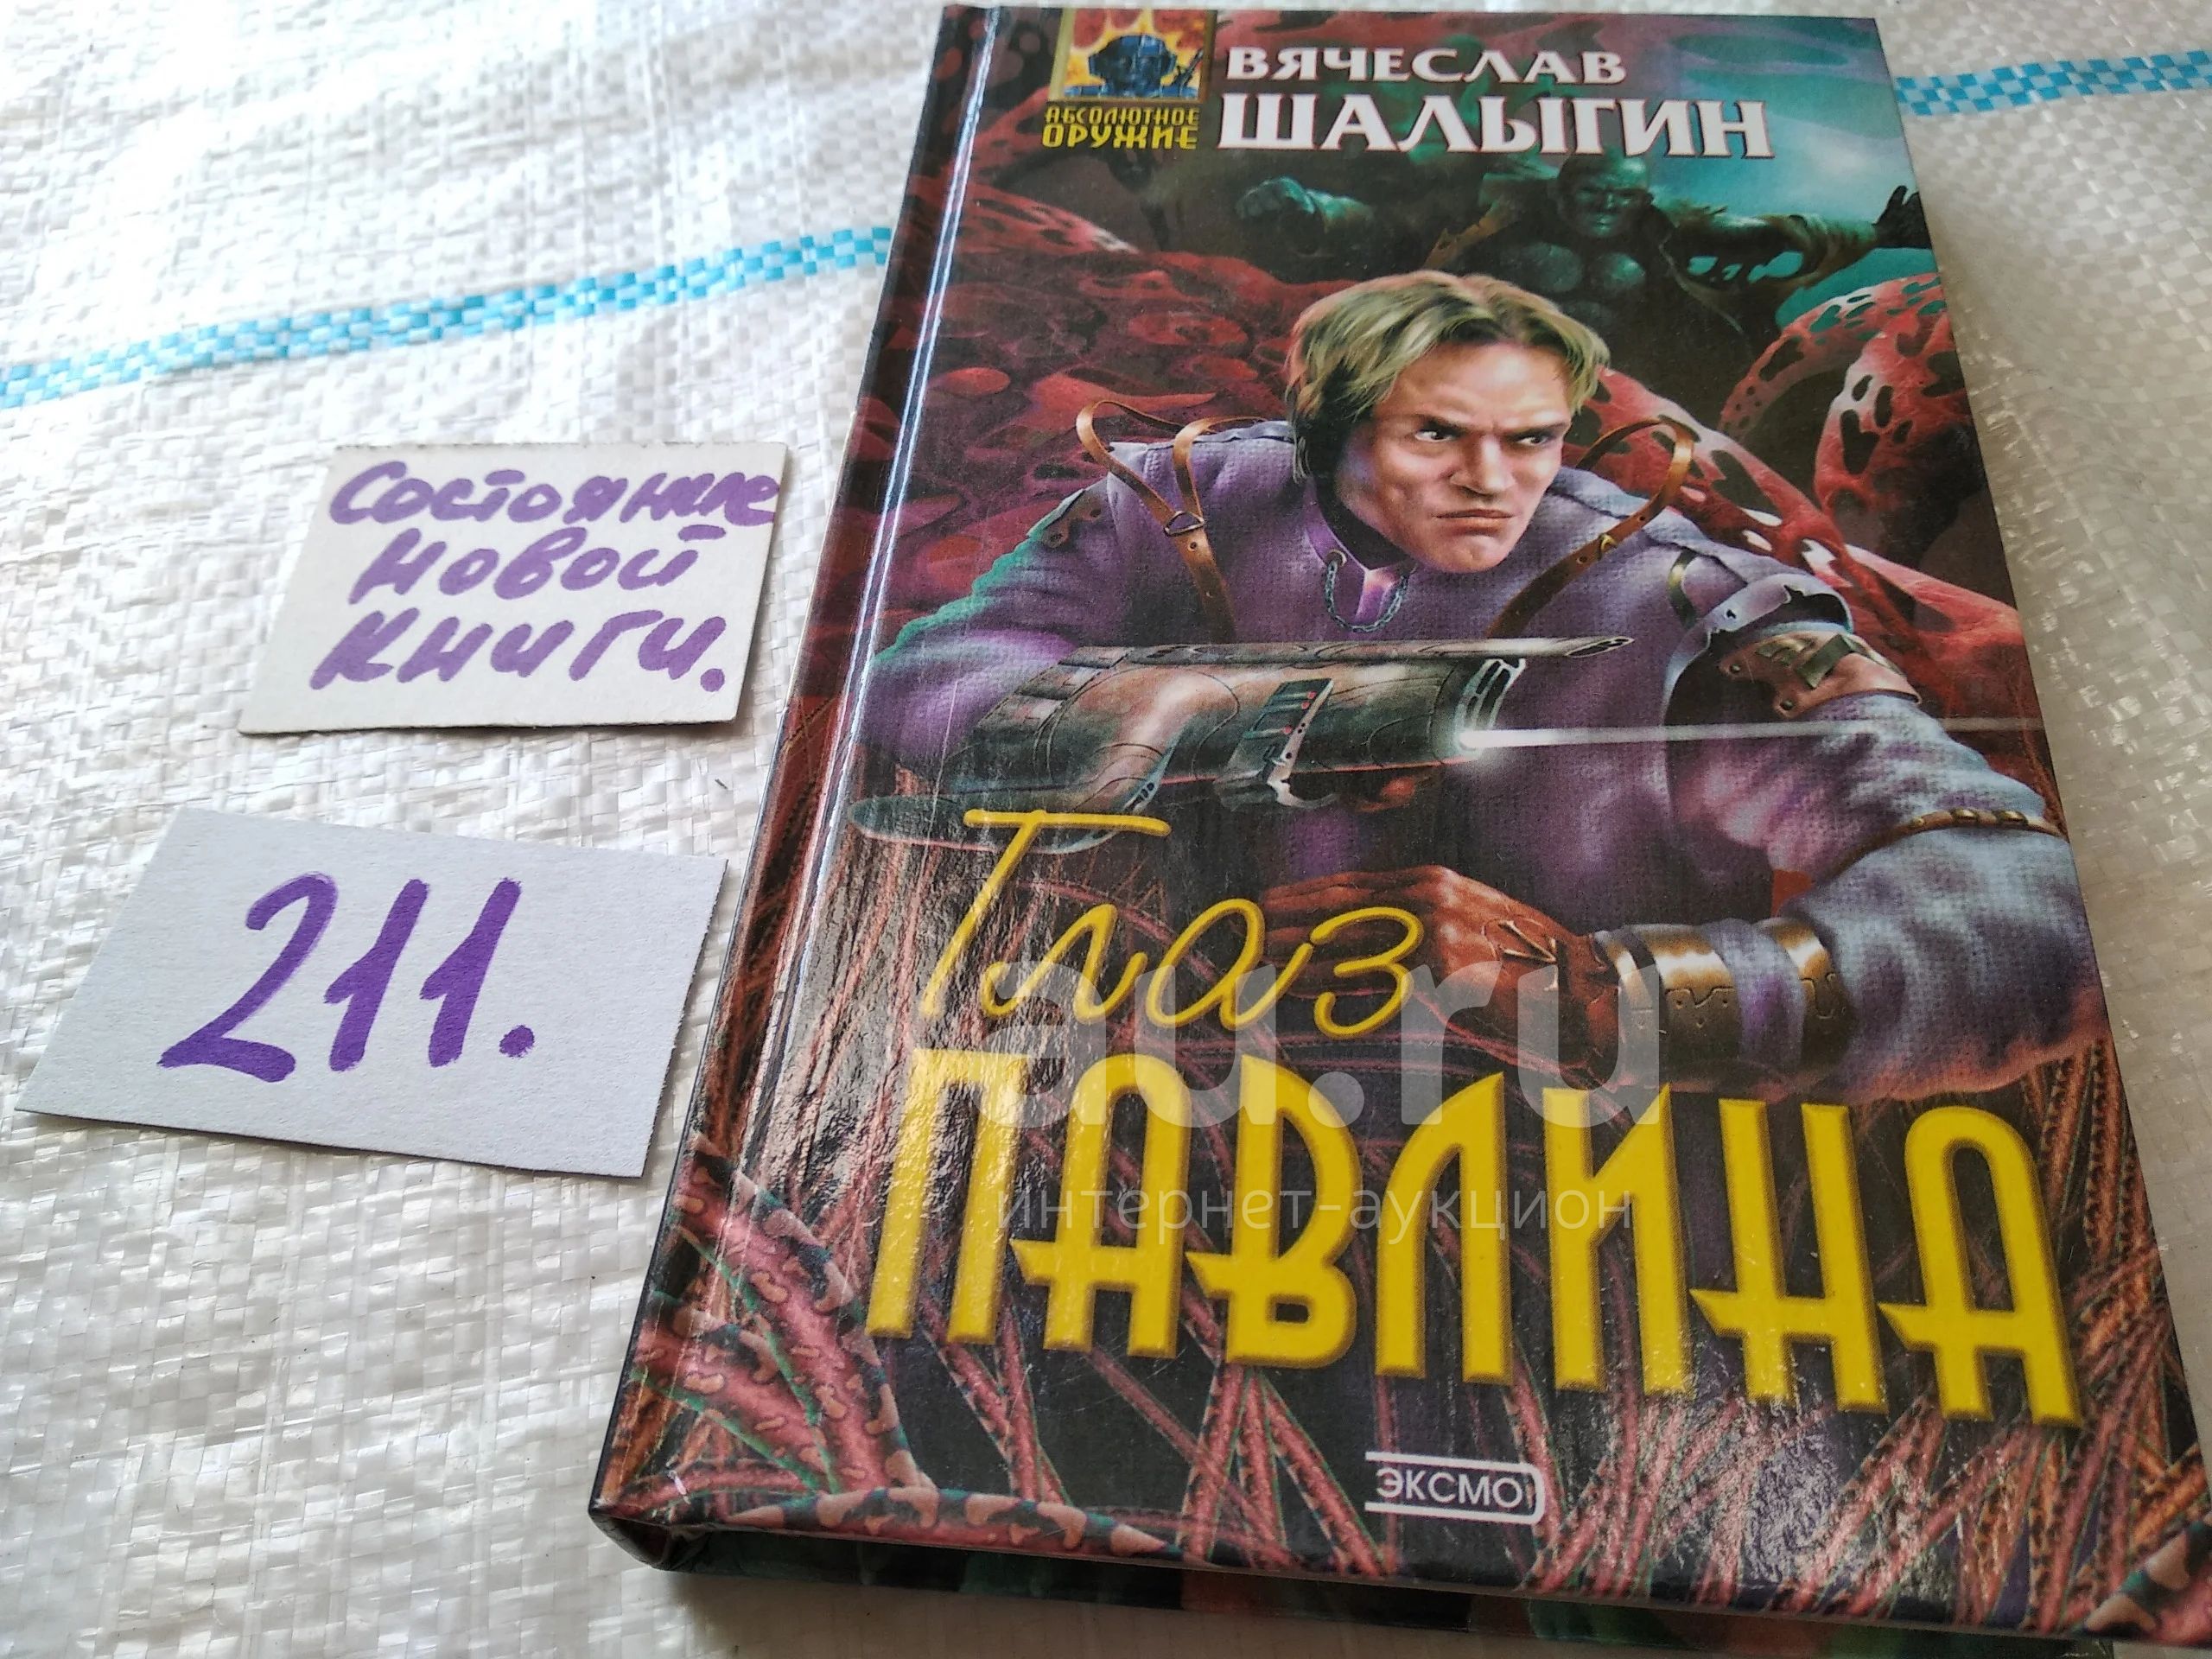 Состояние
новой
книги.
211.
АБСОЛЮТНОЕ
ОРУЖИЕ
ВЯЧЕСЛАВ
ШАЛЫГИН
Глаз
ПАВЛИНА
ЭКСМО
au.ru
интернет-аукцион